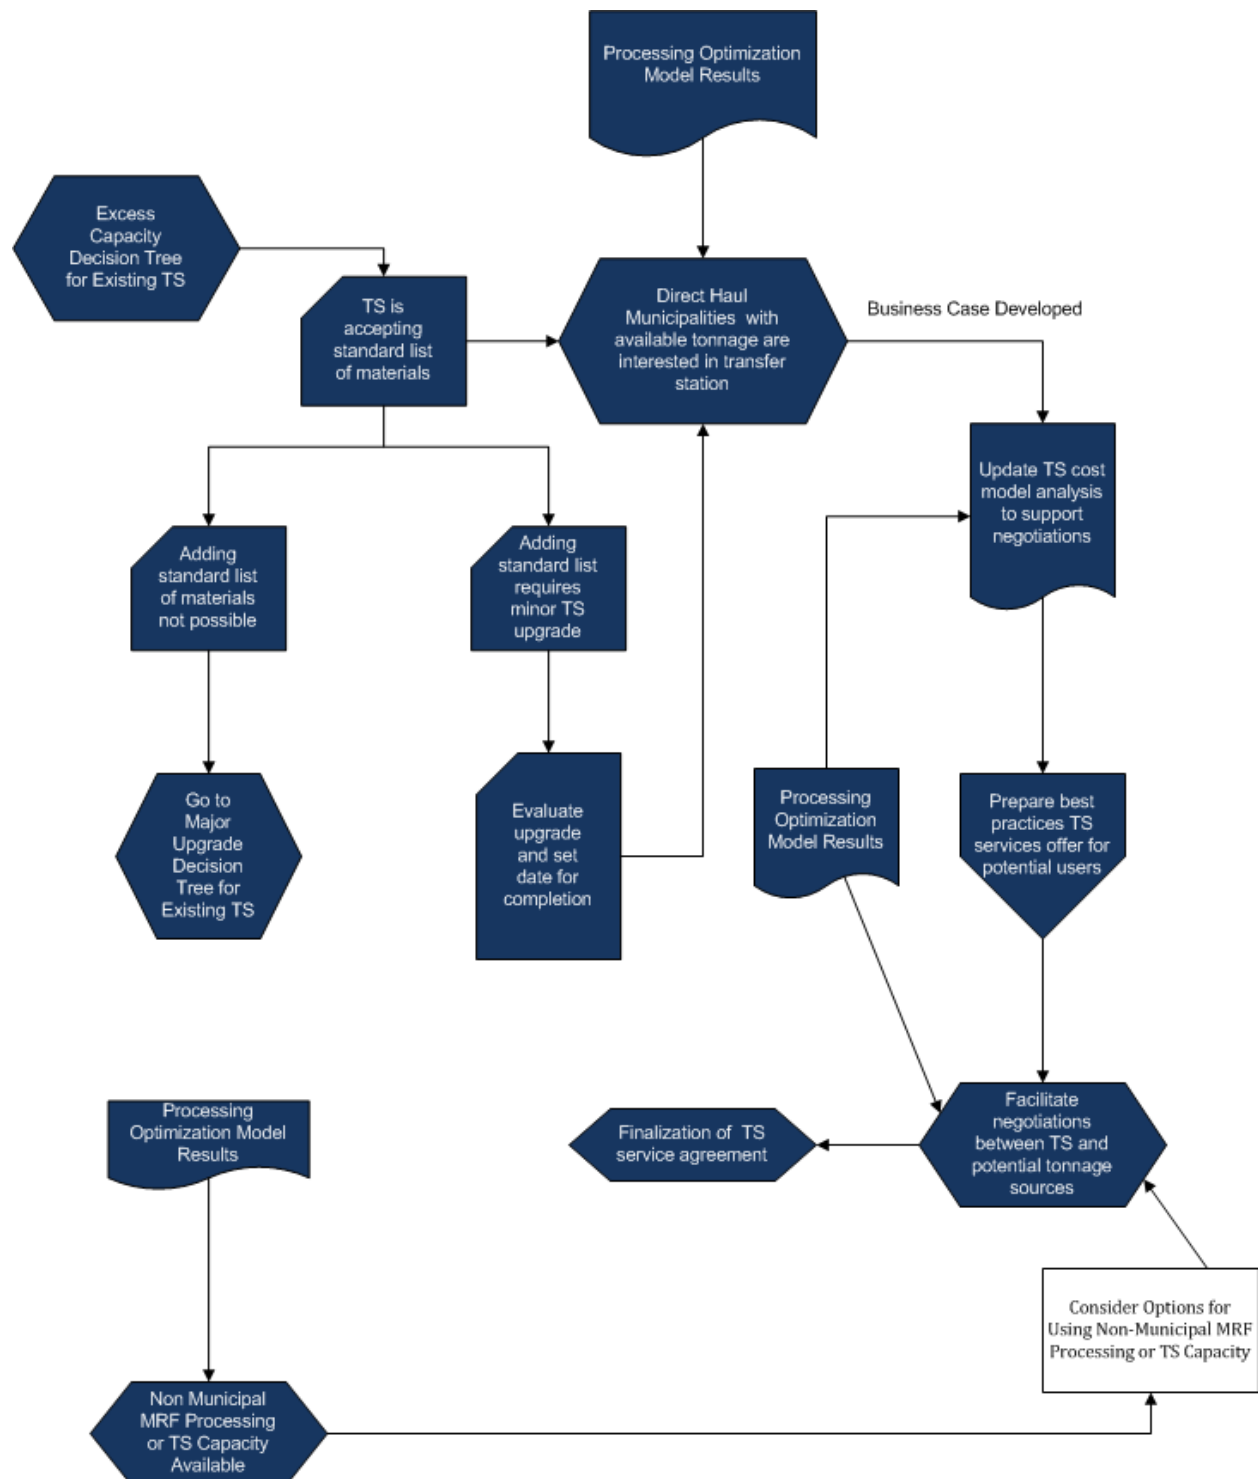 Processing Optimization
Model Results
Excess
Capacity
Decision Tree
for Existing TS
TS is
accepting
standard list
of materials
Direct Haul
Municipalities with
available tonnage are
interested in transfer
station
Business Case Developed
Update TS cost
model analysis
to support
negotiations
Adding
standard list
of materials
not possible
Adding
standard list
requires
minor TS
upgrade
Go to
Major
Upgrade
Decision
Tree for
Existing TS
Evaluate
upgrade
and set
date for
completion
Processing
Optimization
Model Results
Prepare best
practices TS
services offer for
potential users
Processing
Optimization Model
Results
Finalization of TS
service agreement
Facilitate
negotiations
between TS and
potential tonnage
sources
Consider Options for
Using Non-Municipal MRF
Processing or TS Capacity
Non Municipal
MRF Processing
or TS Capacity
Available